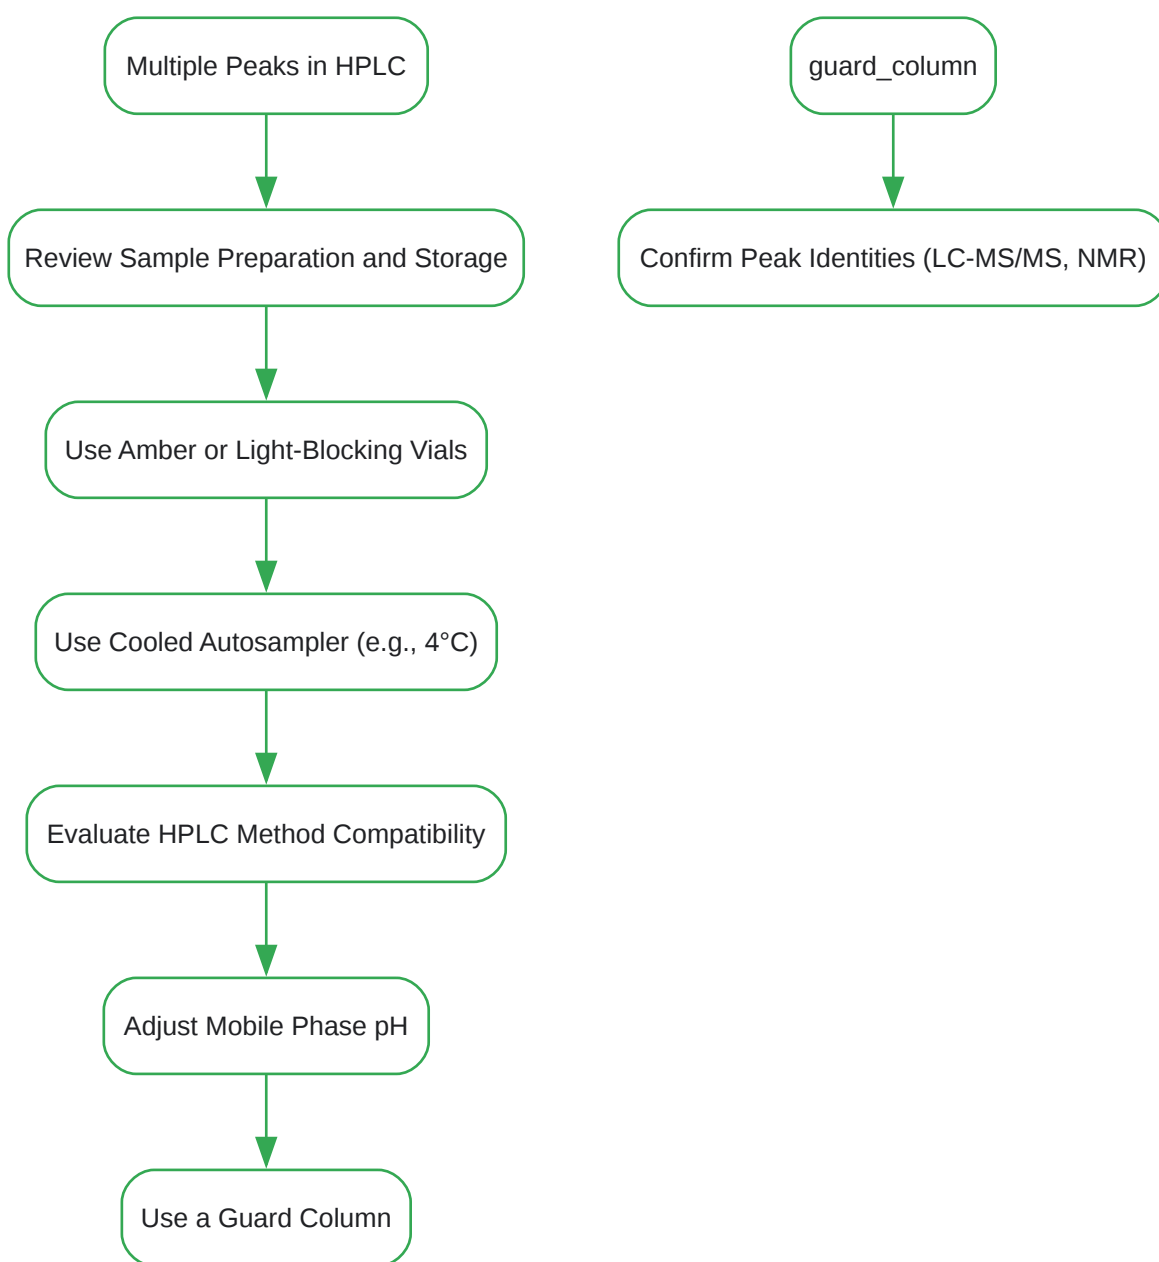 Multiple Peaks in HPLC
guard_column
Review Sample Preparation and Storage
Confirm Peak Identities (LC-MS/MS, NMR)
Use Amber or Light-Blocking Vials
Use Cooled Autosampler (e.g., 4°C)
Evaluate HPLC Method Compatibility
Adjust Mobile Phase pH
Use a Guard Column